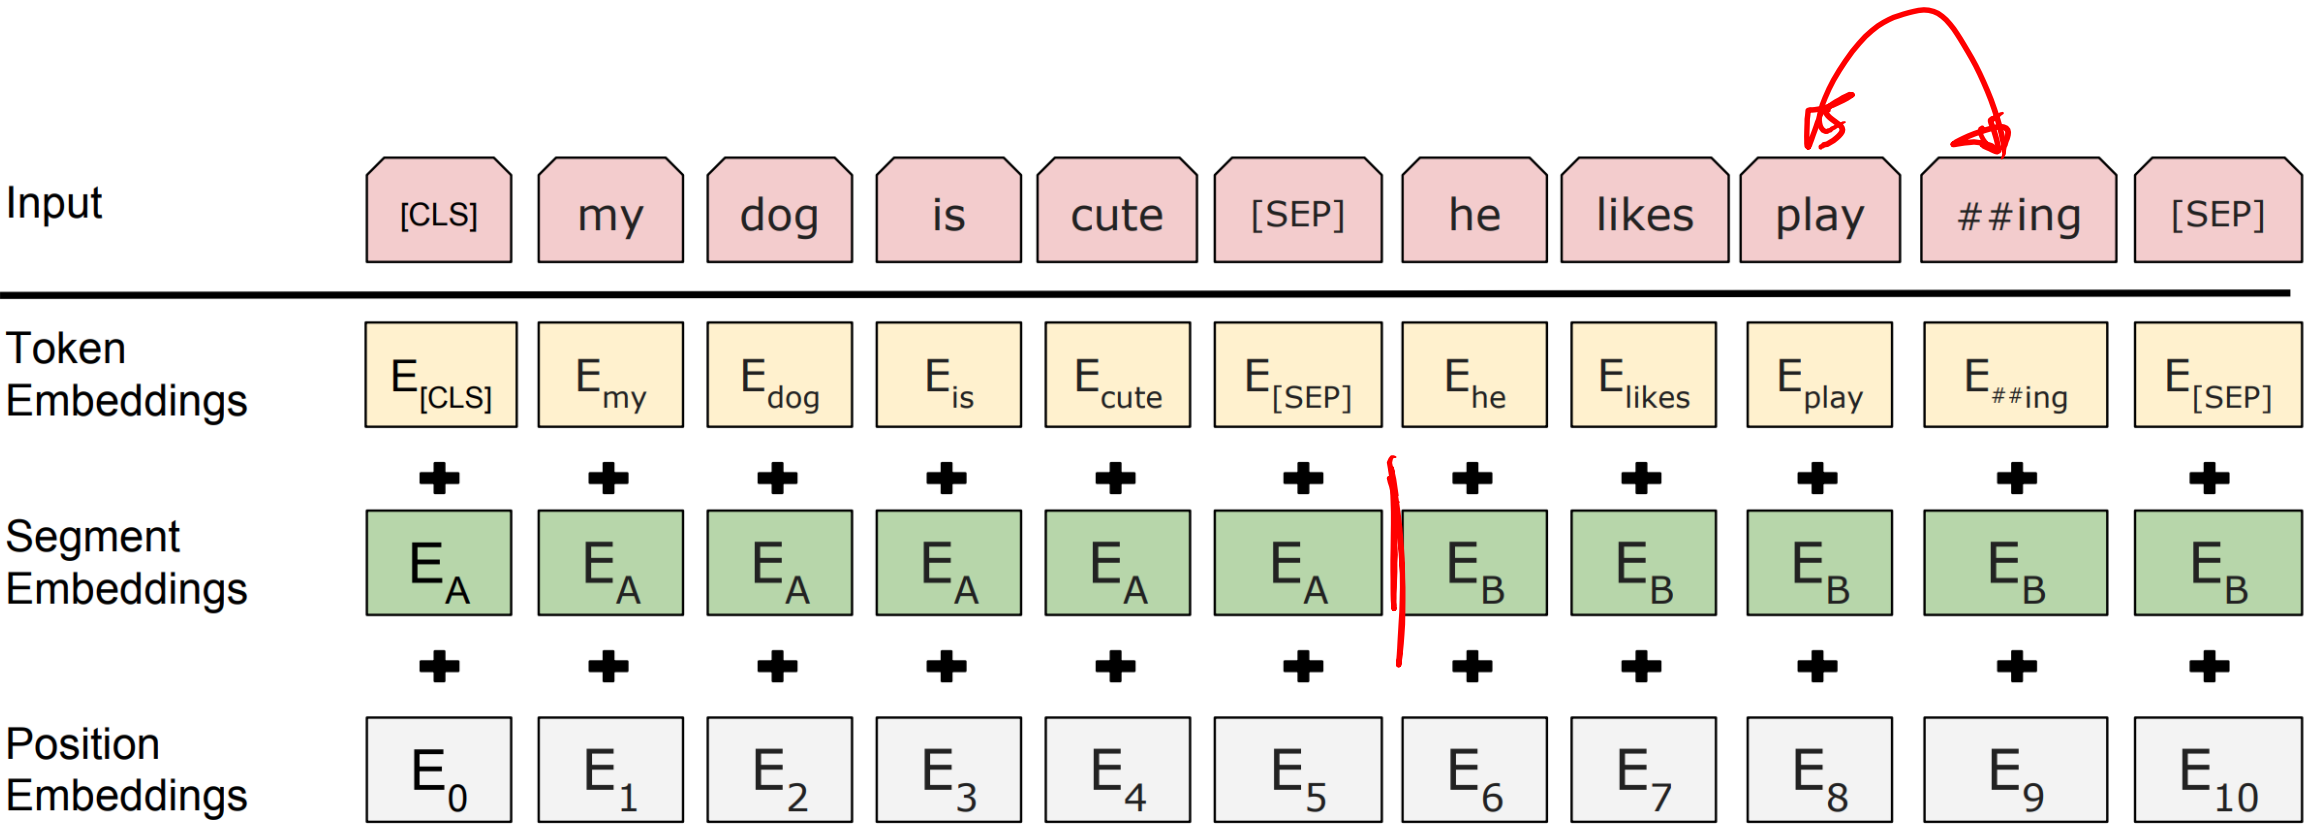 Input [CLS] my dog is cute [SEP] he likes play ##ing [SEP]
Token Embeddings E[CLS] Emy Edog Eis Ecute E[SEP] Ehe Elikes Eplay E##ing E[SEP]
+ + + + + + + + + + +
Segment Embeddings EA EA EA EA EA EA EB EB EB EB EB
+ + + + + + + + + + +
Position Embeddings E0 E1 E2 E3 E4 E5 E6 E7 E8 E9 E10